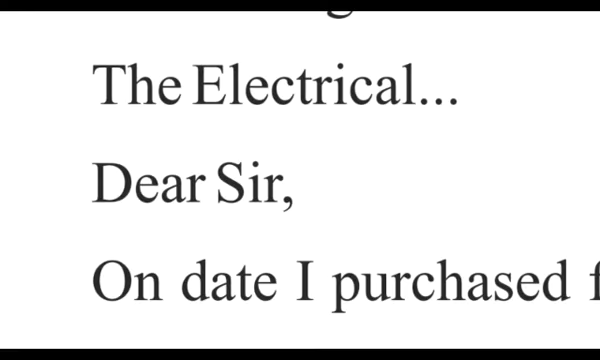 The Electrical...
Dear Sir,
On date I purchased